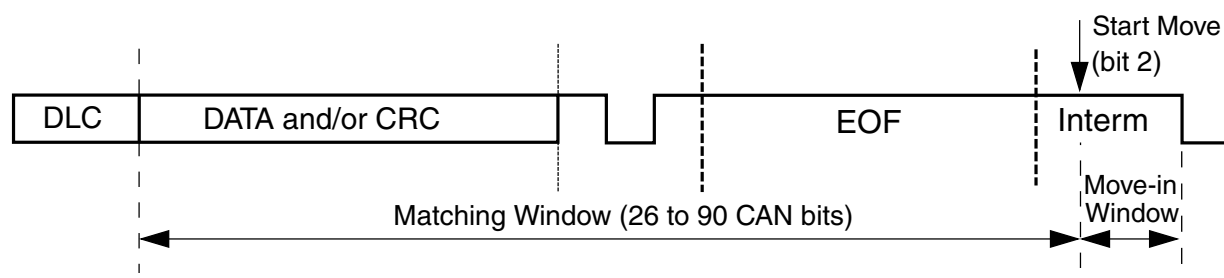 Start Move
(bit 2)
DLC
DATA and/or CRC
EOF
Interm
Matching Window (26 to 90 CAN bits)
Move-in
Window